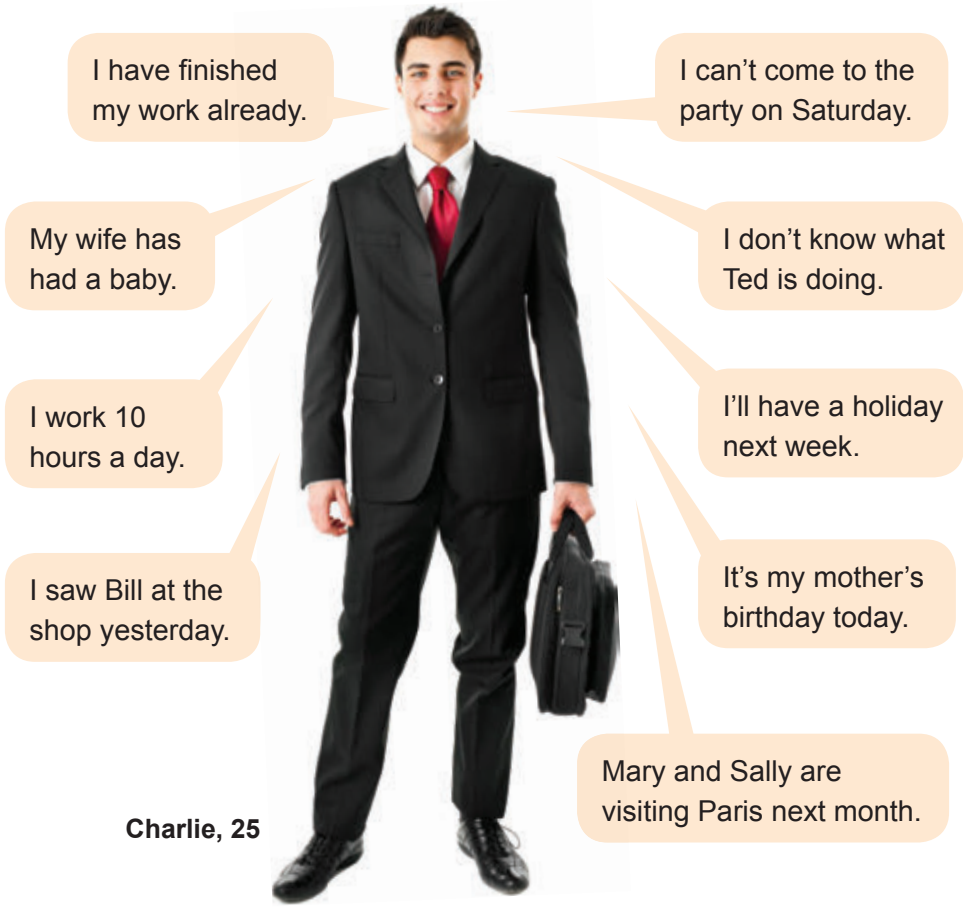 I have finished
my work already.
I can't come to the
party on Saturday.
My wife has
had a baby.
I don’t know what
Ted is doing.
I work 10
hours a day.
I’ll have a holiday
next week.
I saw Bill at the
shop yesterday.
It's my mother’s
birthday today.
Mary and Sally are
visiting Paris next month.
Charlie, 25